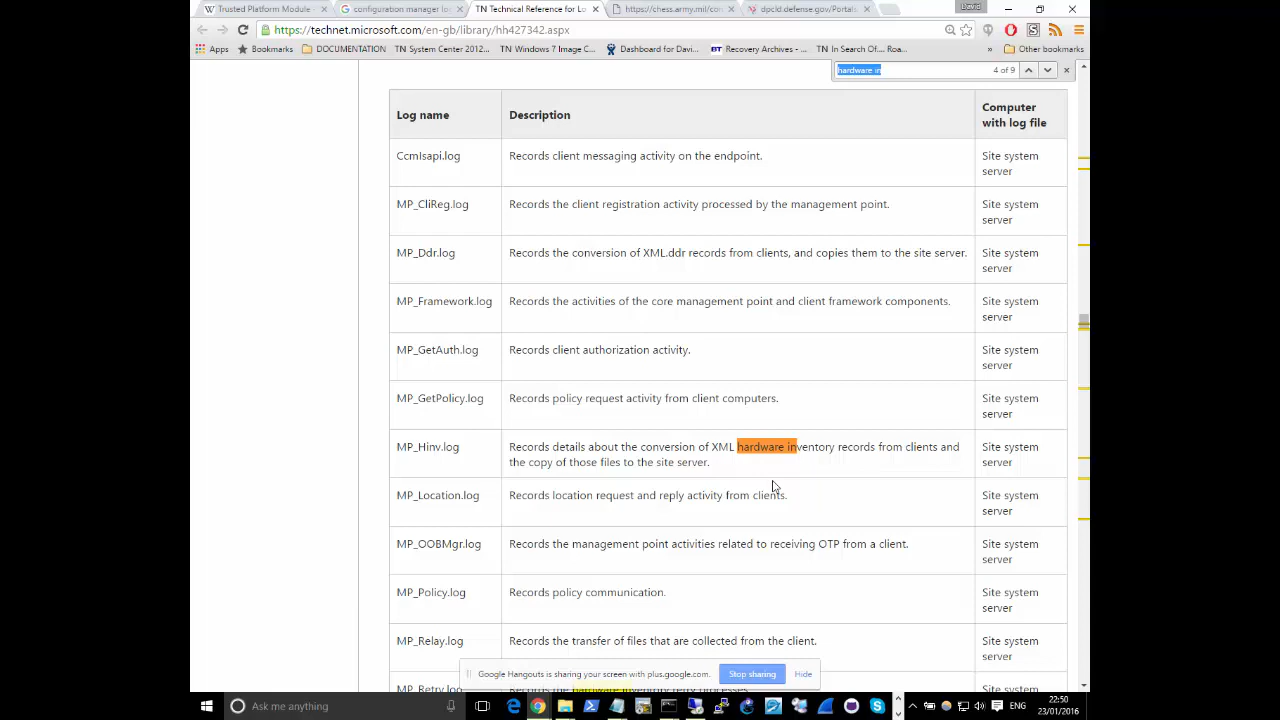 Trusted Platform Module -
configuration manager lo
TN Technical Reference for Lo
https://chess.army.mil/con
dpcld.defense.gov/Portals
David
https://technet.microsoft.com/en-gb/library/hh427342.aspx
Apps
Bookmarks
DOCUMENTATION
TN System Center 2012...
TN Windows 7 Image C...
Dashboard for Davi...
BT Recovery Archives - ...
TN In Search Of... Roa...
»
Other bookmarks
hardware in
4 of 9
Log name
Description
Computer
with log file
CcmIsapi.log
Records client messaging activity on the endpoint.
Site system
server
MP_CliReg.log
Records the client registration activity processed by the management point.
Site system
server
MP_Ddr.log
Records the conversion of XML.ddr records from clients, and copies them to the site server.
Site system
server
MP_Framework.log
Records the activities of the core management point and client framework components.
Site system
server
MP_GetAuth.log
Records client authorization activity.
Site system
server
MP_GetPolicy.log
Records policy request activity from client computers.
Site system
server
MP_Hinv.log
Records details about the conversion of XML hardware inventory records from clients and
the copy of those files to the site server.
Site system
server
MP_Location.log
Records location request and reply activity from clients.
Site system
server
MP_OOBMgr.log
Records the management point activities related to receiving OTP from a client.
Site system
server
MP_Policy.log
Records policy communication.
Site system
server
MP_Relay.log
Records the transfer of files that are collected from the client.
Site system
server
MP_Retry.log
hardware inventory retry processes.
Site system
Google Hangouts is sharing your screen with plus.google.com.
Stop sharing
Hide
Ask me anything
ENG
22:50
23/01/2016